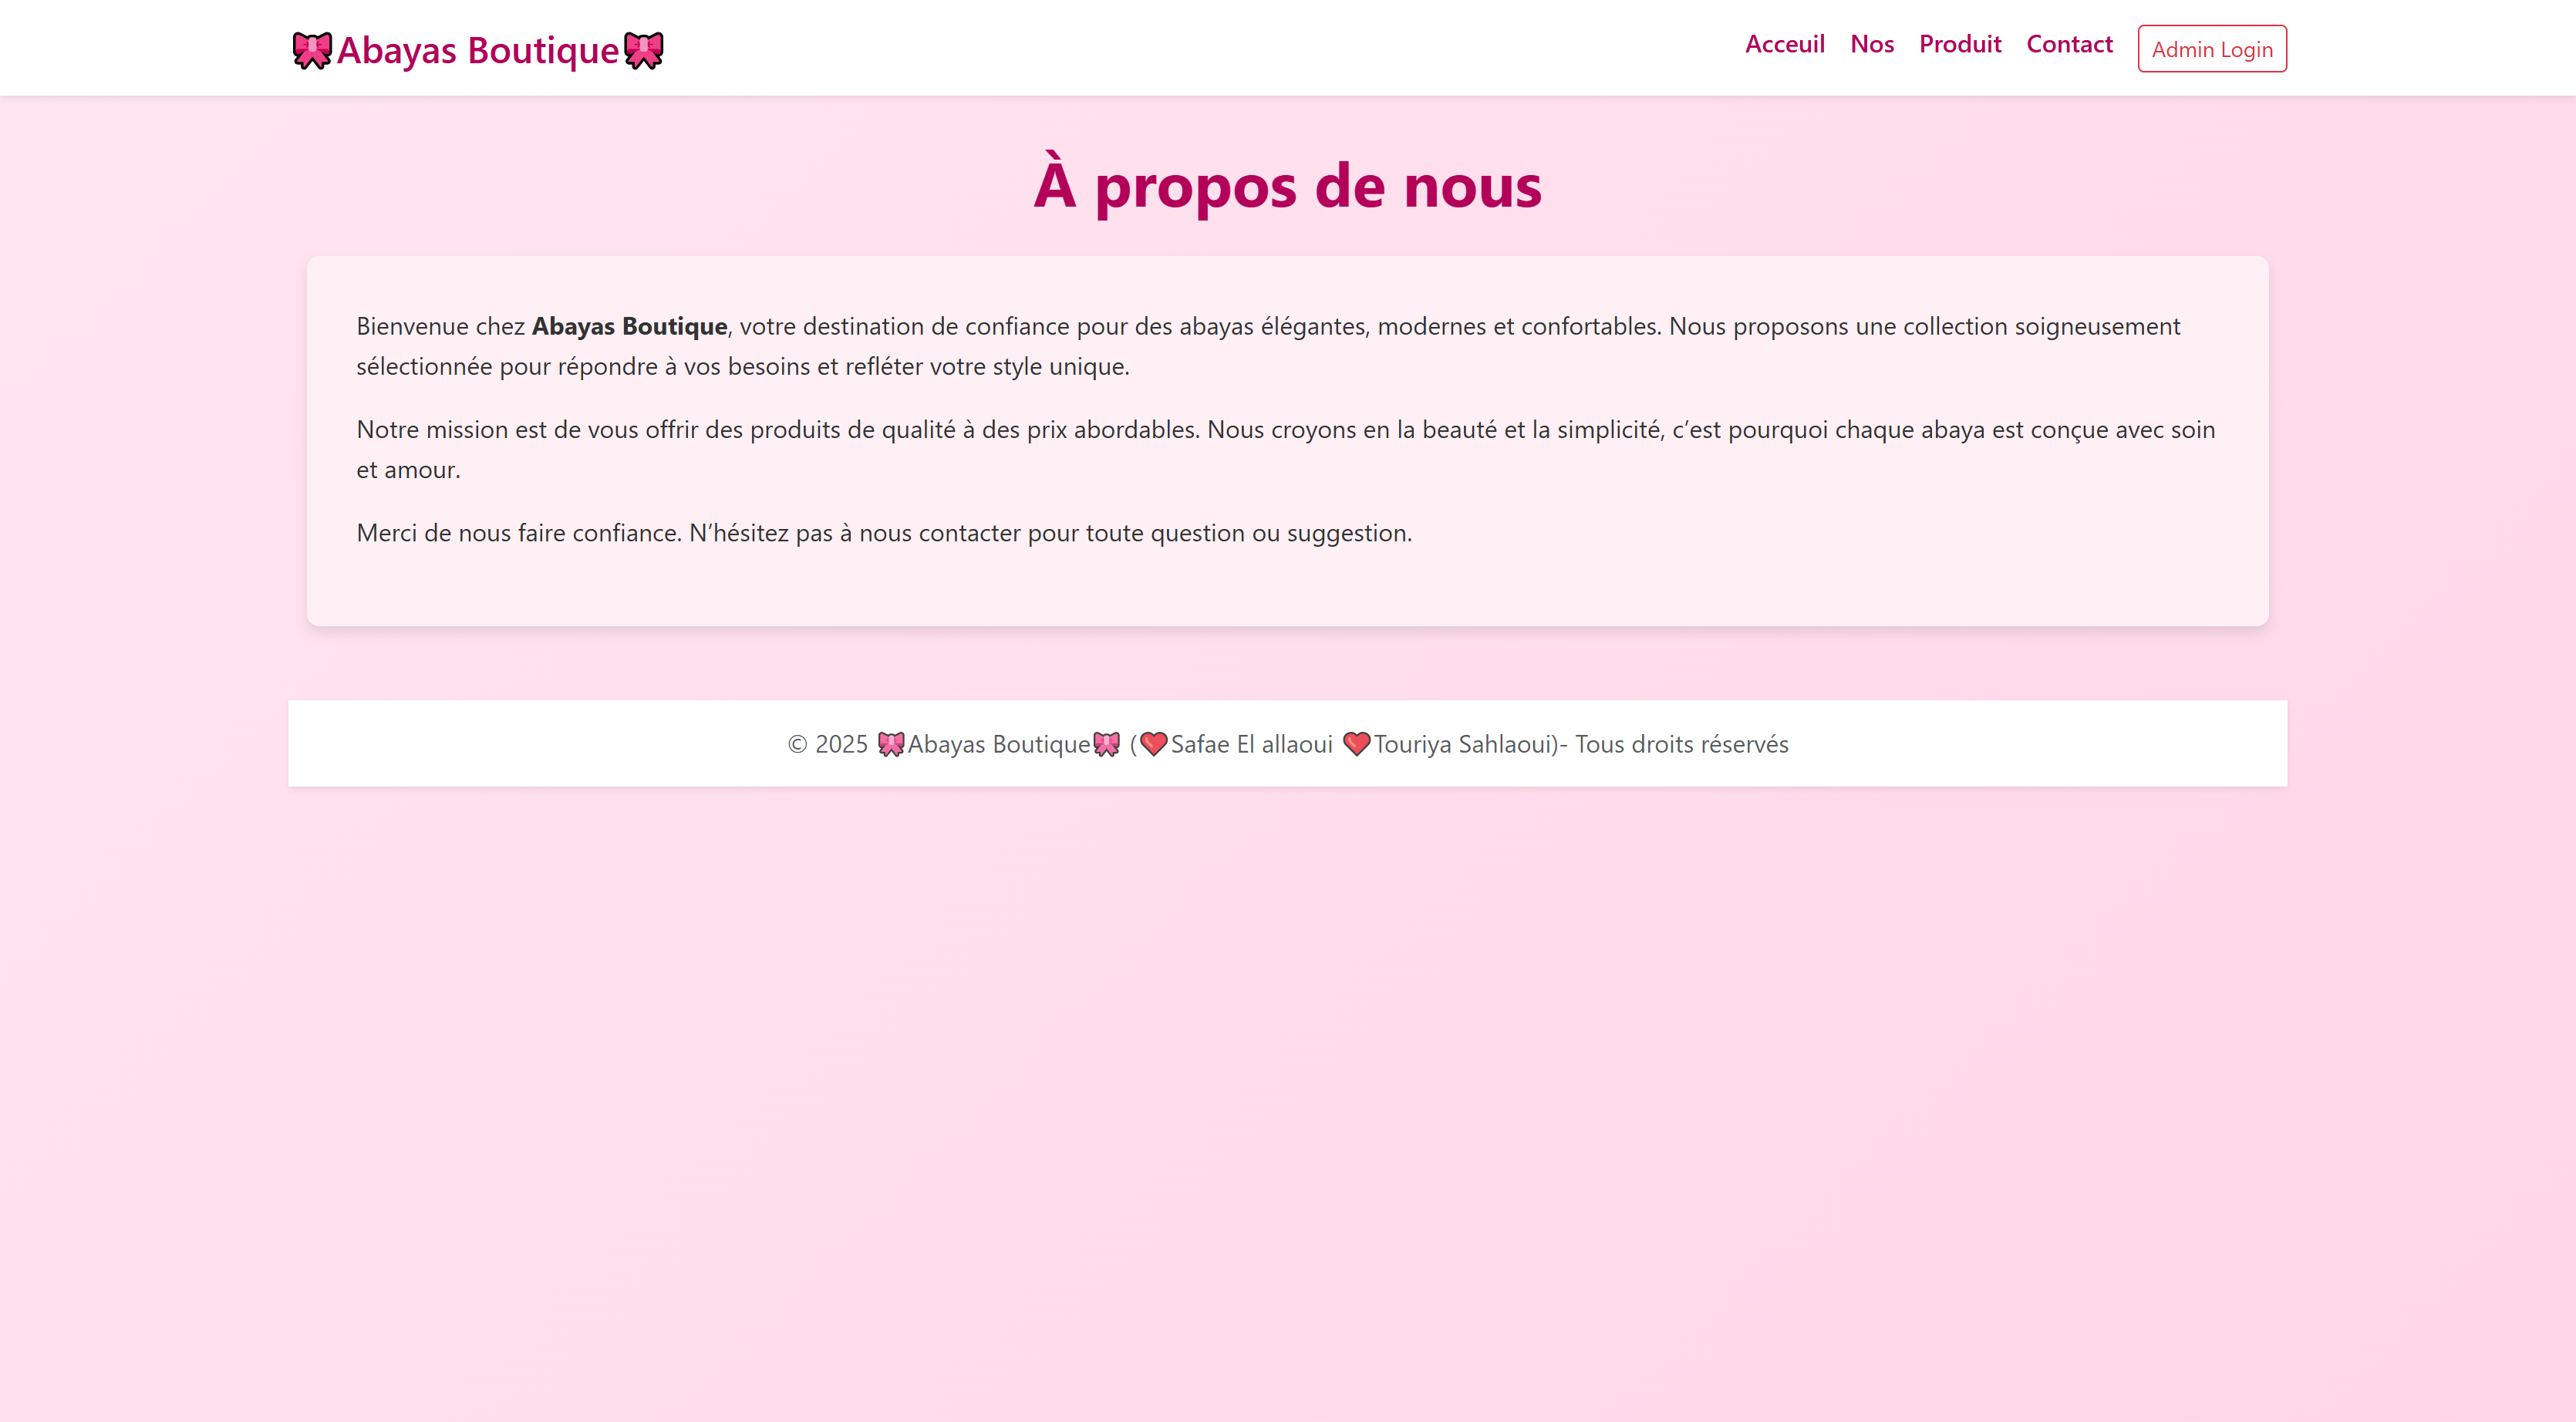 🎀Abayas Boutique🎀
Acceuil Nos Produit Contact Admin Login
À propos de nous
Bienvenue chez Abayas Boutique, votre destination de confiance pour des abayas élégantes, modernes et confortables. Nous proposons une collection soigneusement
sélectionnée pour répondre à vos besoins et refléter votre style unique.
Notre mission est de vous offrir des produits de qualité à des prix abordables. Nous croyons en la beauté et la simplicité, c’est pourquoi chaque abaya est conçue avec soin
et amour.
Merci de nous faire confiance. N’hésitez pas à nous contacter pour toute question ou suggestion.
© 2025 🎀Abayas Boutique🎀 (❤️Safae El allaoui ❤️Touriya Sahlaoui)- Tous droits réservés